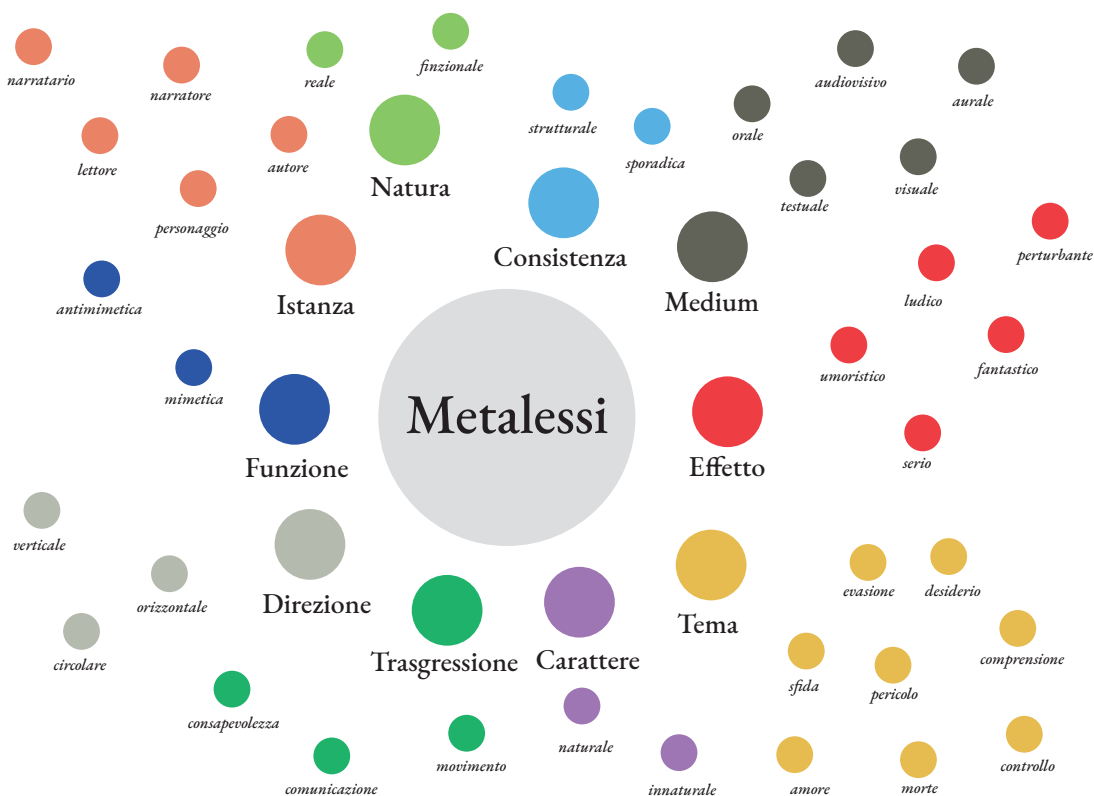 finzionale
narratario
narratore
reale
audiovisivo
aurale
strutturale
orale
lettore
autore
sporadica
Natura
testuale
visuale
personaggio
Consistenza
perturbante
antimimetica
Istanza
Medium
ludico
mimetica
umoristico
fantastico
Metalessi
Funzione
Effetto
serio
verticale
orizzontale
Direzione
evasione
desiderio
Tema
circolare
Trasgressione
Carattere
comprensione
sfida
pericolo
consapevolezza
naturale
movimento
controllo
comunicazione
innaturale
amore
morte